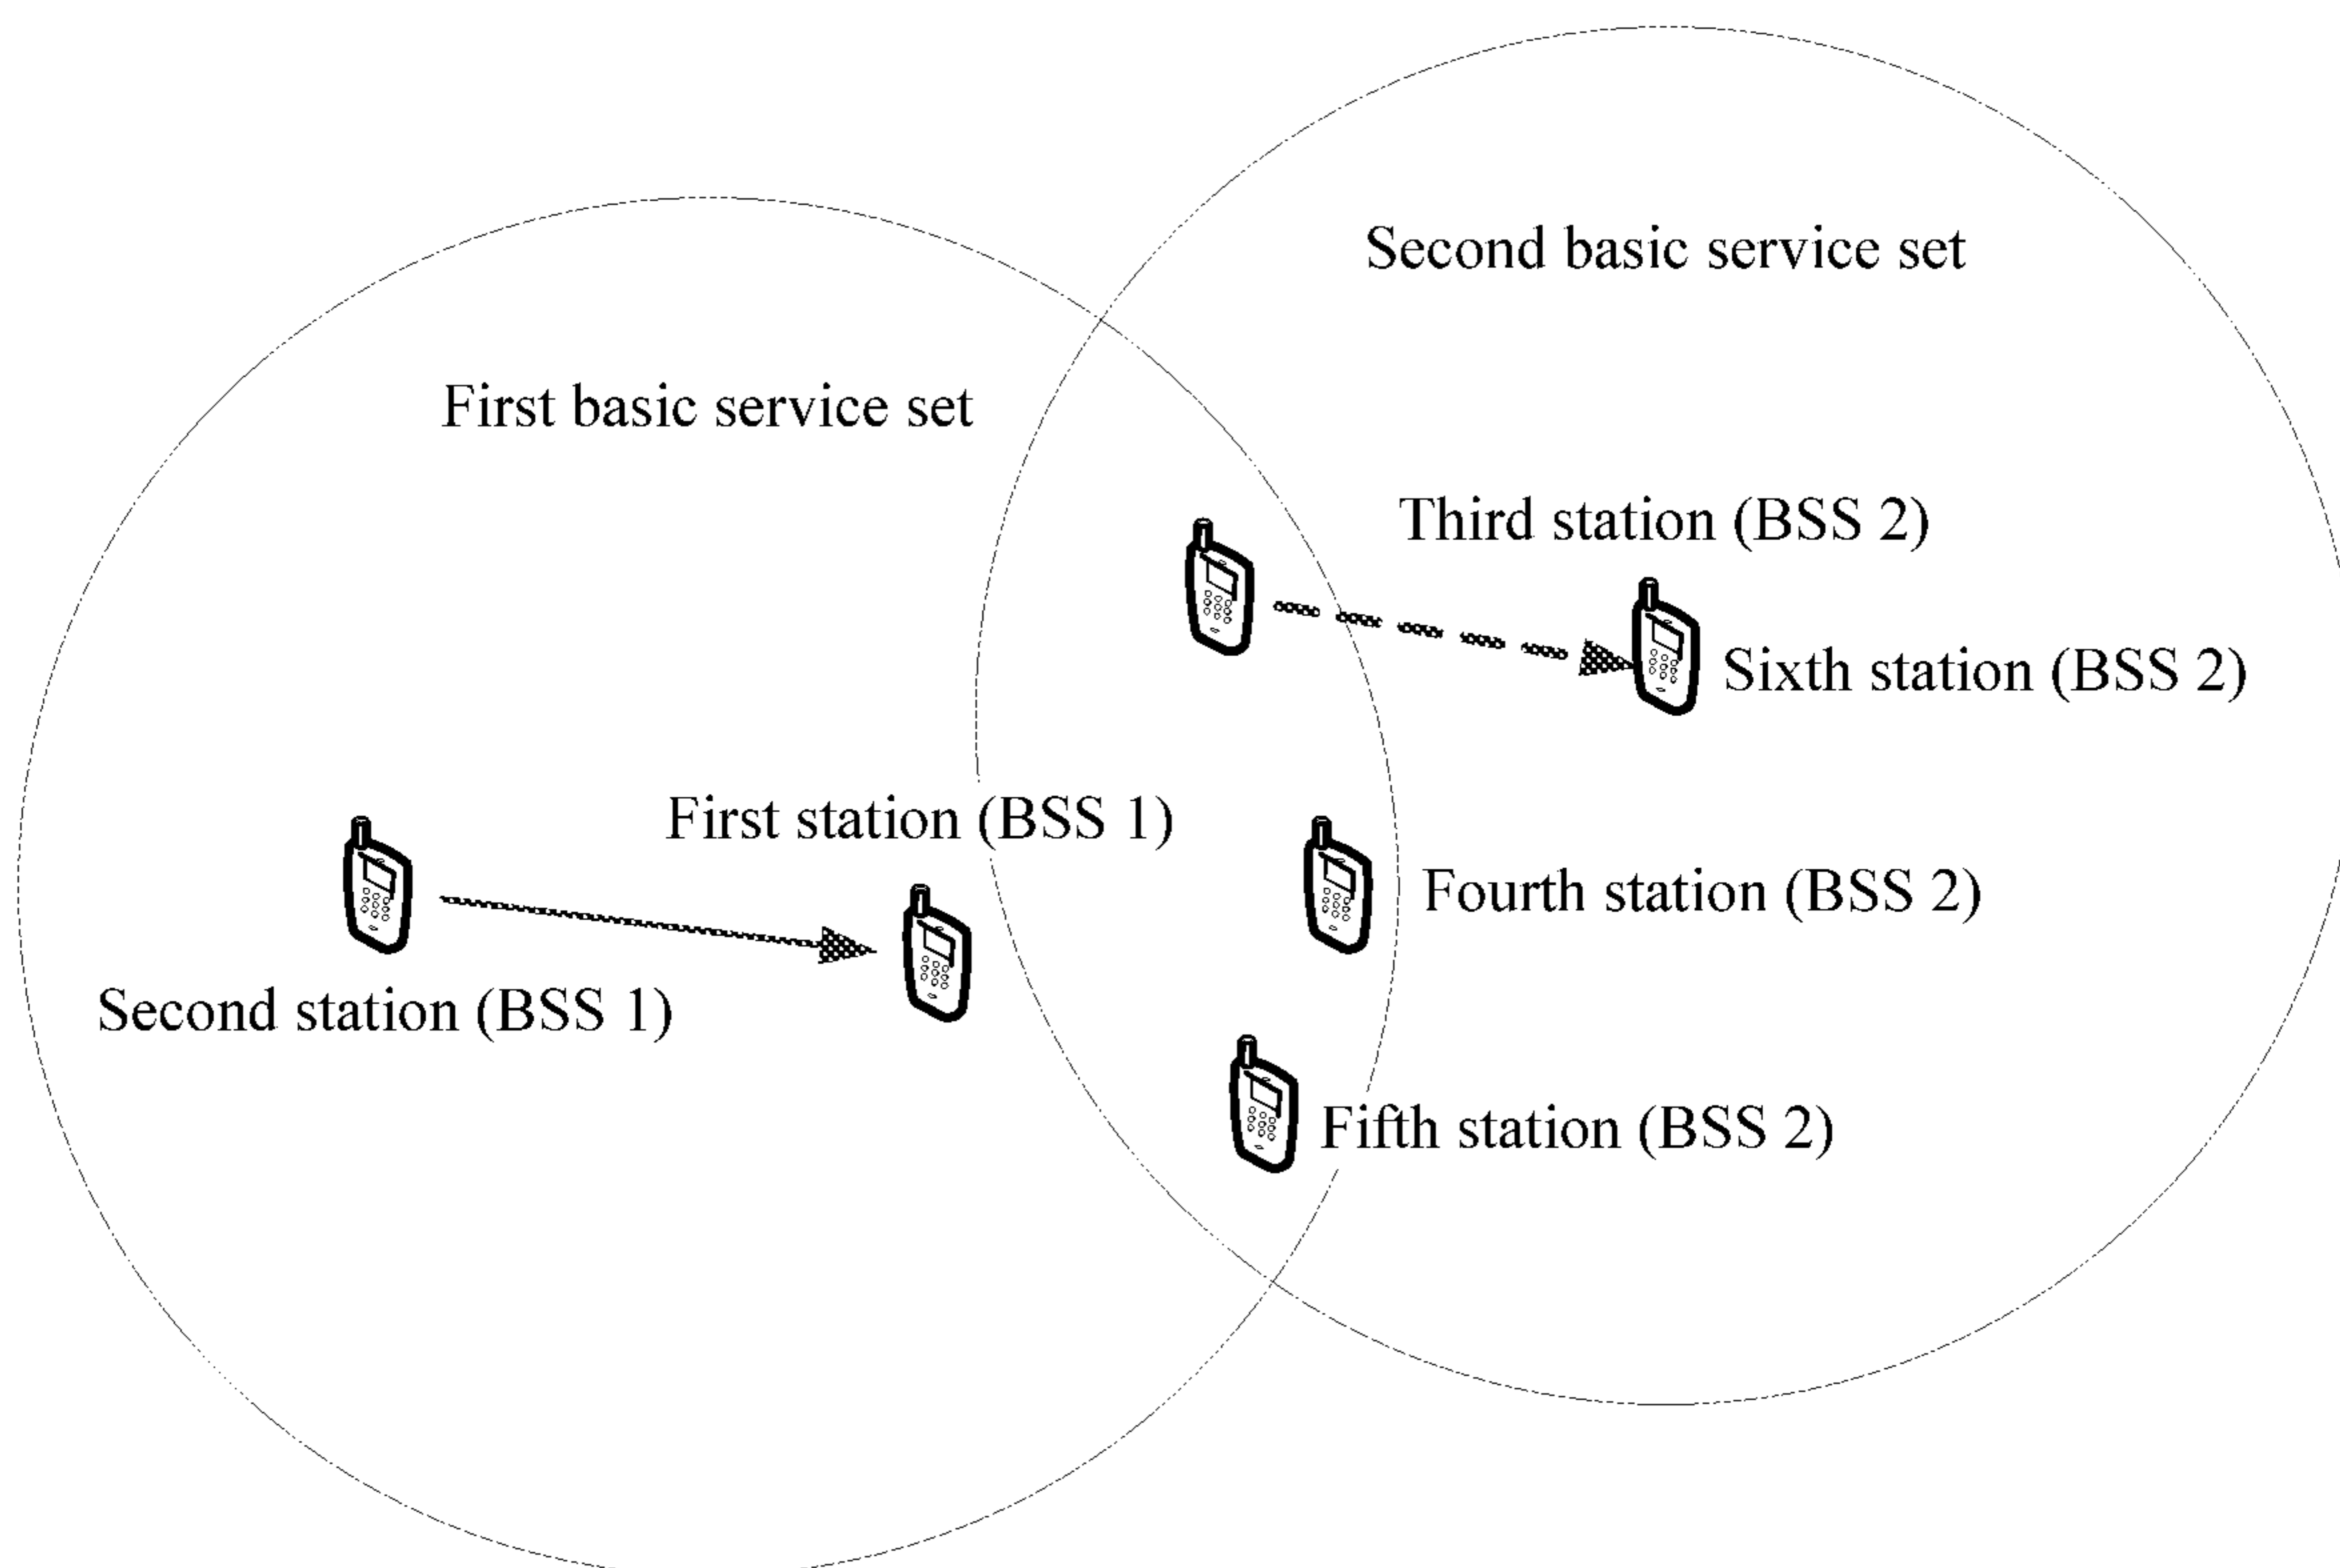 Second basic service set
First basic service set
Third station (BSS 2)
Sixth station (BSS 2)
First station (BSS 1)
Fourth station (BSS 2)
Second station (BSS 1)
Fifth station (BSS 2)